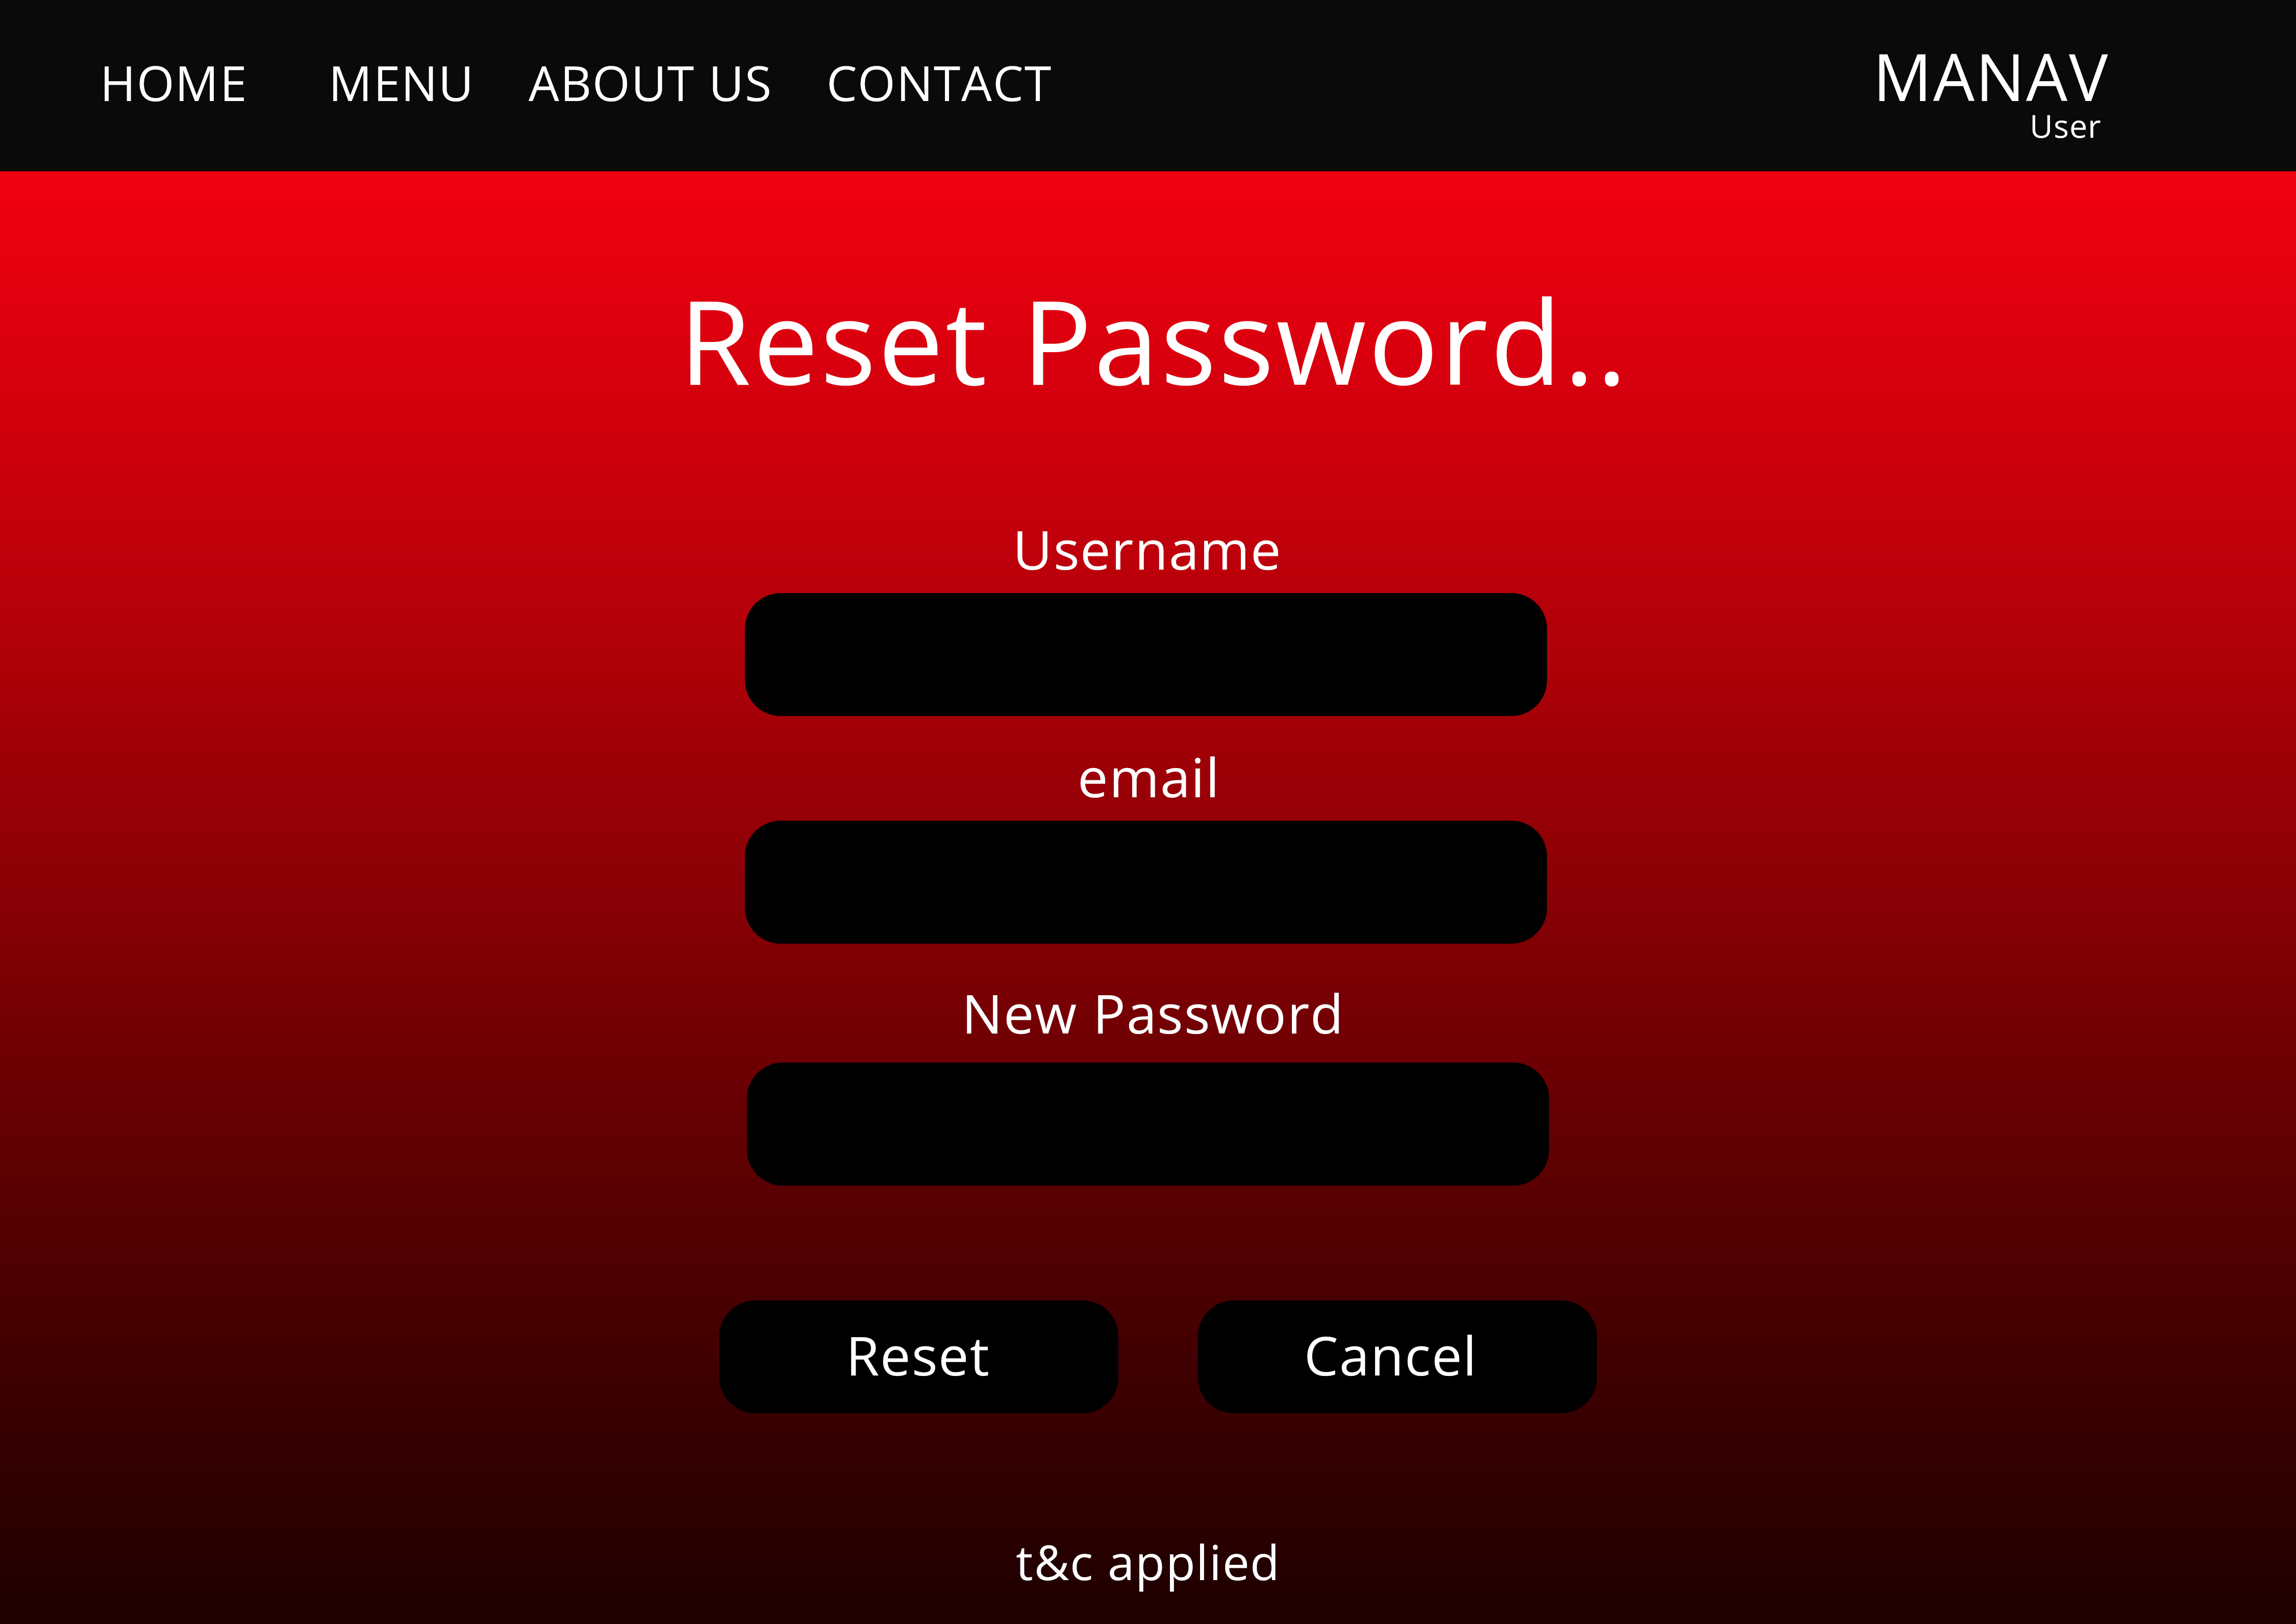 HOME MENU ABOUT US CONTACT MANAV
User
Reset Password..
Username
email
New Password
Reset Cancel
t&c applied